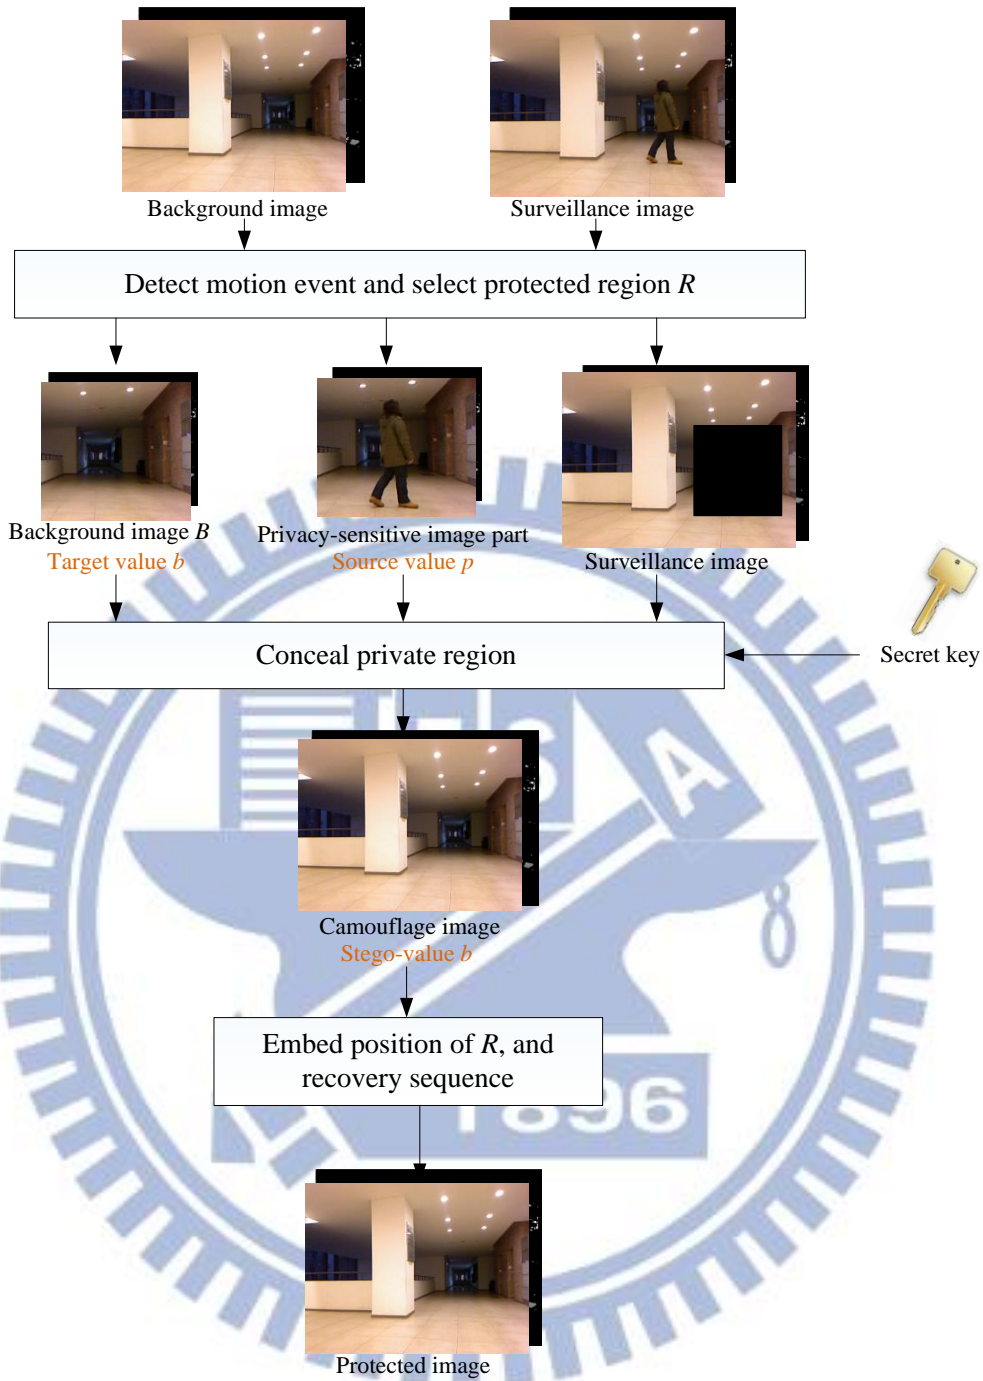 Background image
Surveillance image
Detect motion event and select protected region R
Background image B
Target value b
Privacy-sensitive image part
Source value p
Surveillance image
Conceal private region
Secret key
Camouflage image
Stego-value b
Embed position of R, and
recovery sequence
Protected image
ESA
8
1896